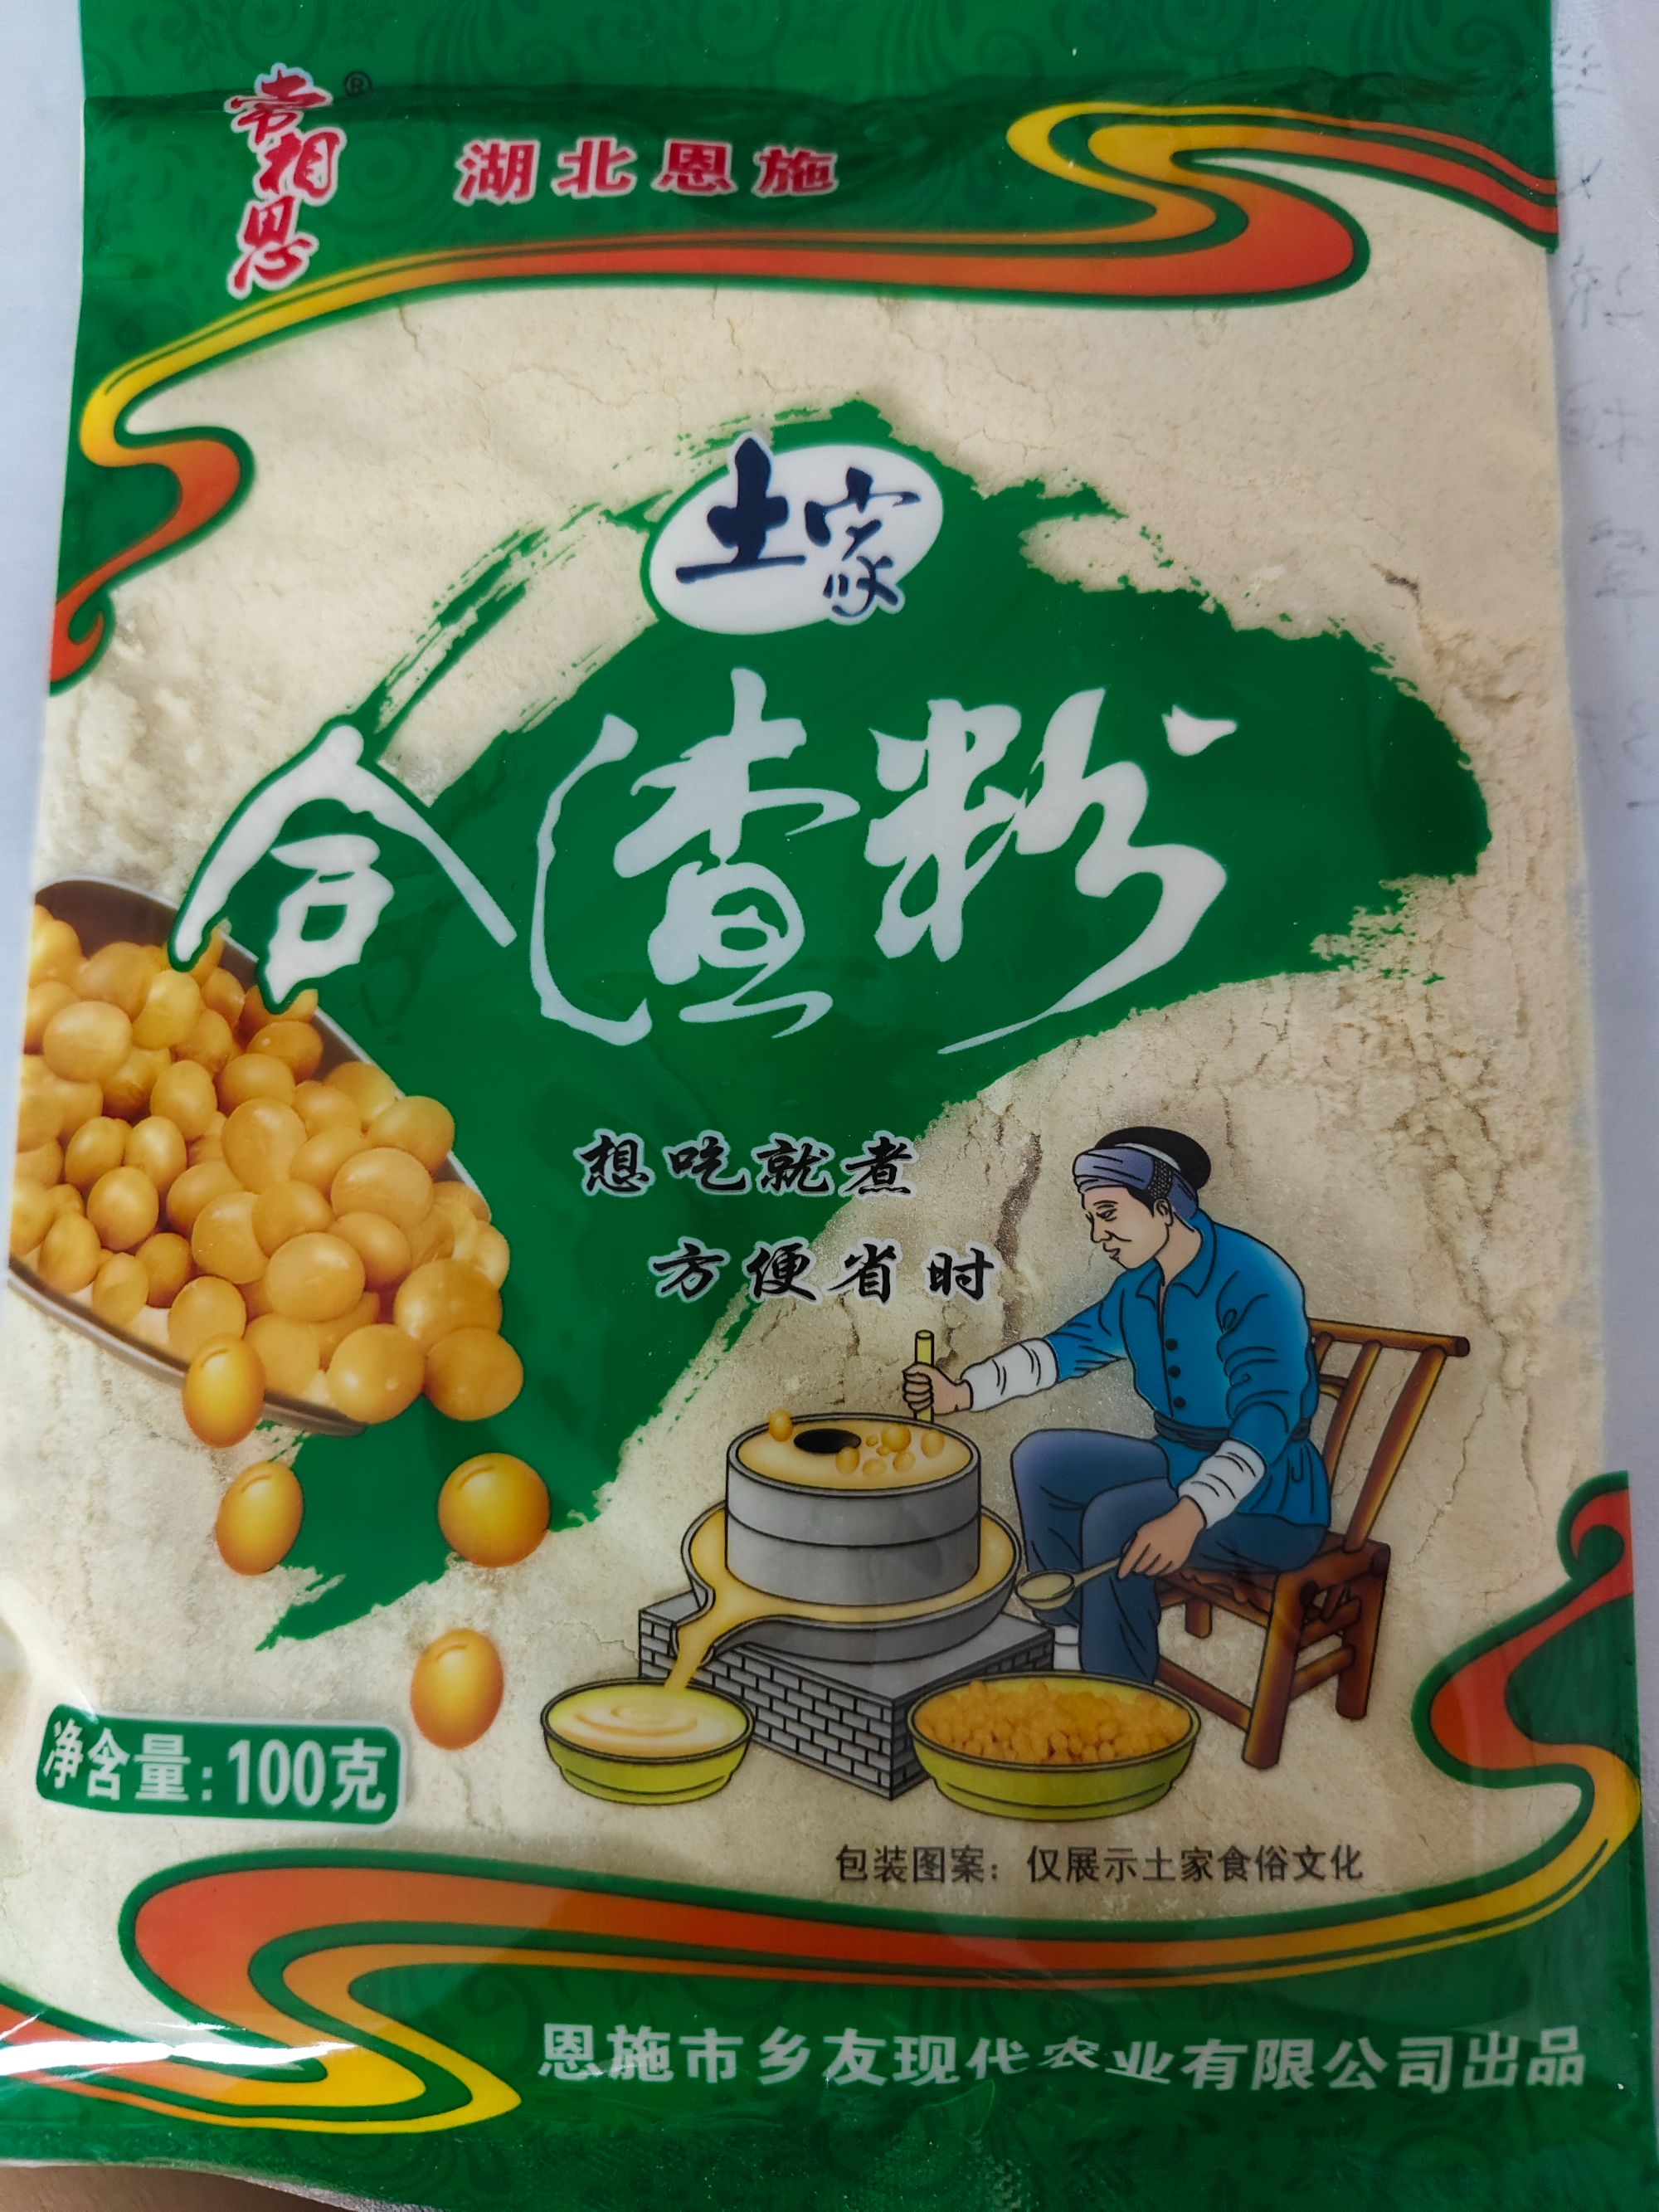 常相恩®
湖北恩施
土家
合渣粉
想吃就煮
方便省时
净含量:100克
包装图案：仅展示土家食俗文化
恩施市乡友现代农业有限公司出品